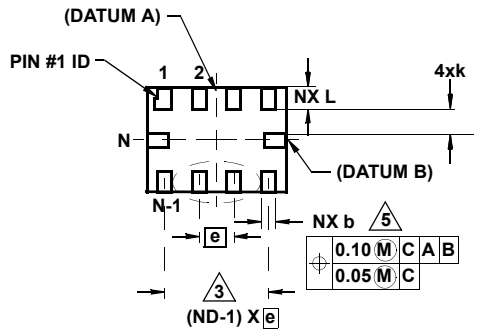 (DATUM A)
PIN #1 ID
1 2
4xk
NX L
N
(DATUM B)
N-1
NX b 5
e
0.10 M C A B
0.05 M C
3
(ND-1) X e